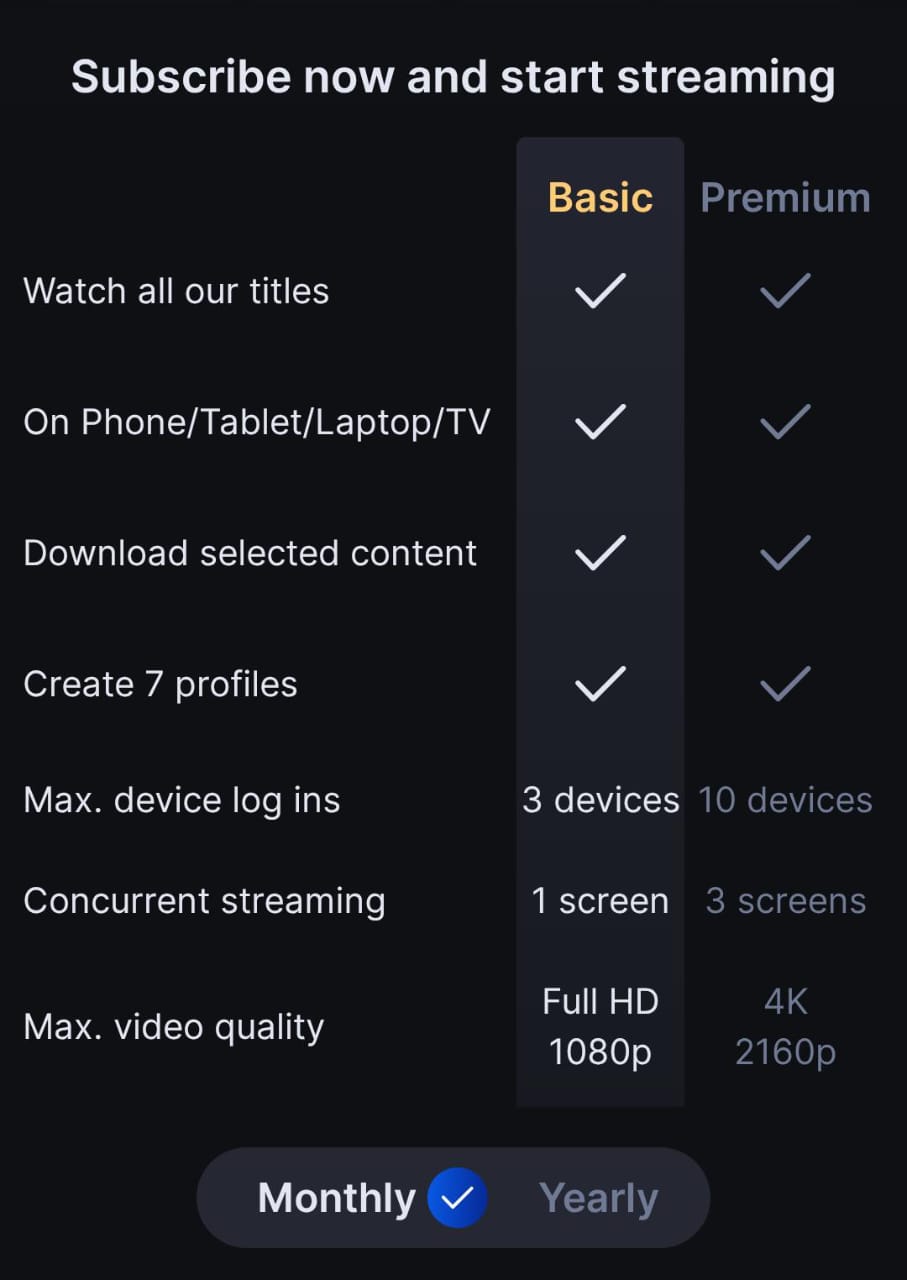 Subscribe now and start streaming
Basic Premium
Watch all our titles
On Phone/Tablet/Laptop/TV
Download selected content
Create 7 profiles
Max. device log ins 3 devices 10 devices
Concurrent streaming 1 screen 3 screens
Max. video quality Full HD 1080p 4K 2160p
Monthly Yearly